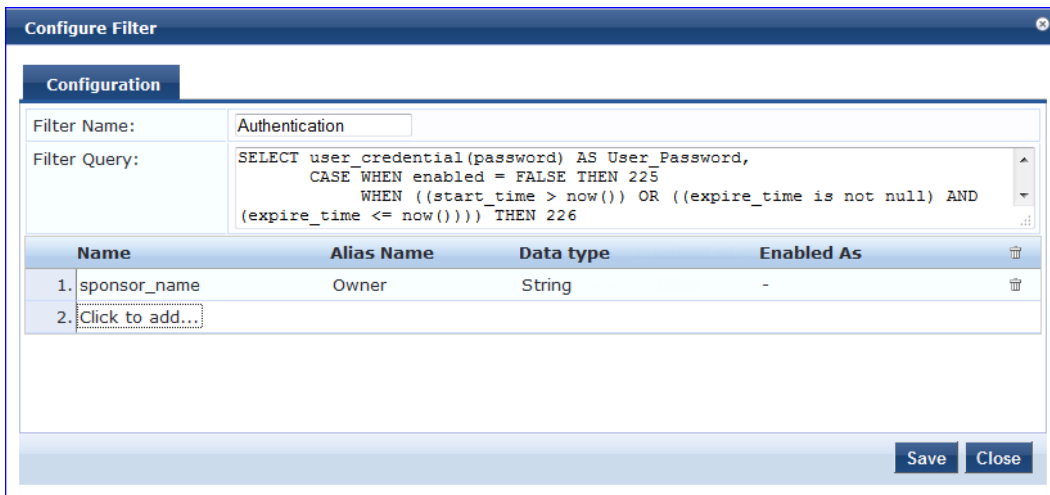 Configure Filter
Configuration
Filter Name: Authentication
Filter Query: SELECT user_credential(password) AS User_Password,
CASE WHEN enabled = FALSE THEN 225
WHEN ((start_time > now()) OR ((expire_time is not null) AND
(expire_time <= now()))) THEN 226
Name Alias Name Data type Enabled As
1. sponsor_name Owner String -
2. Click to add...
Save Close